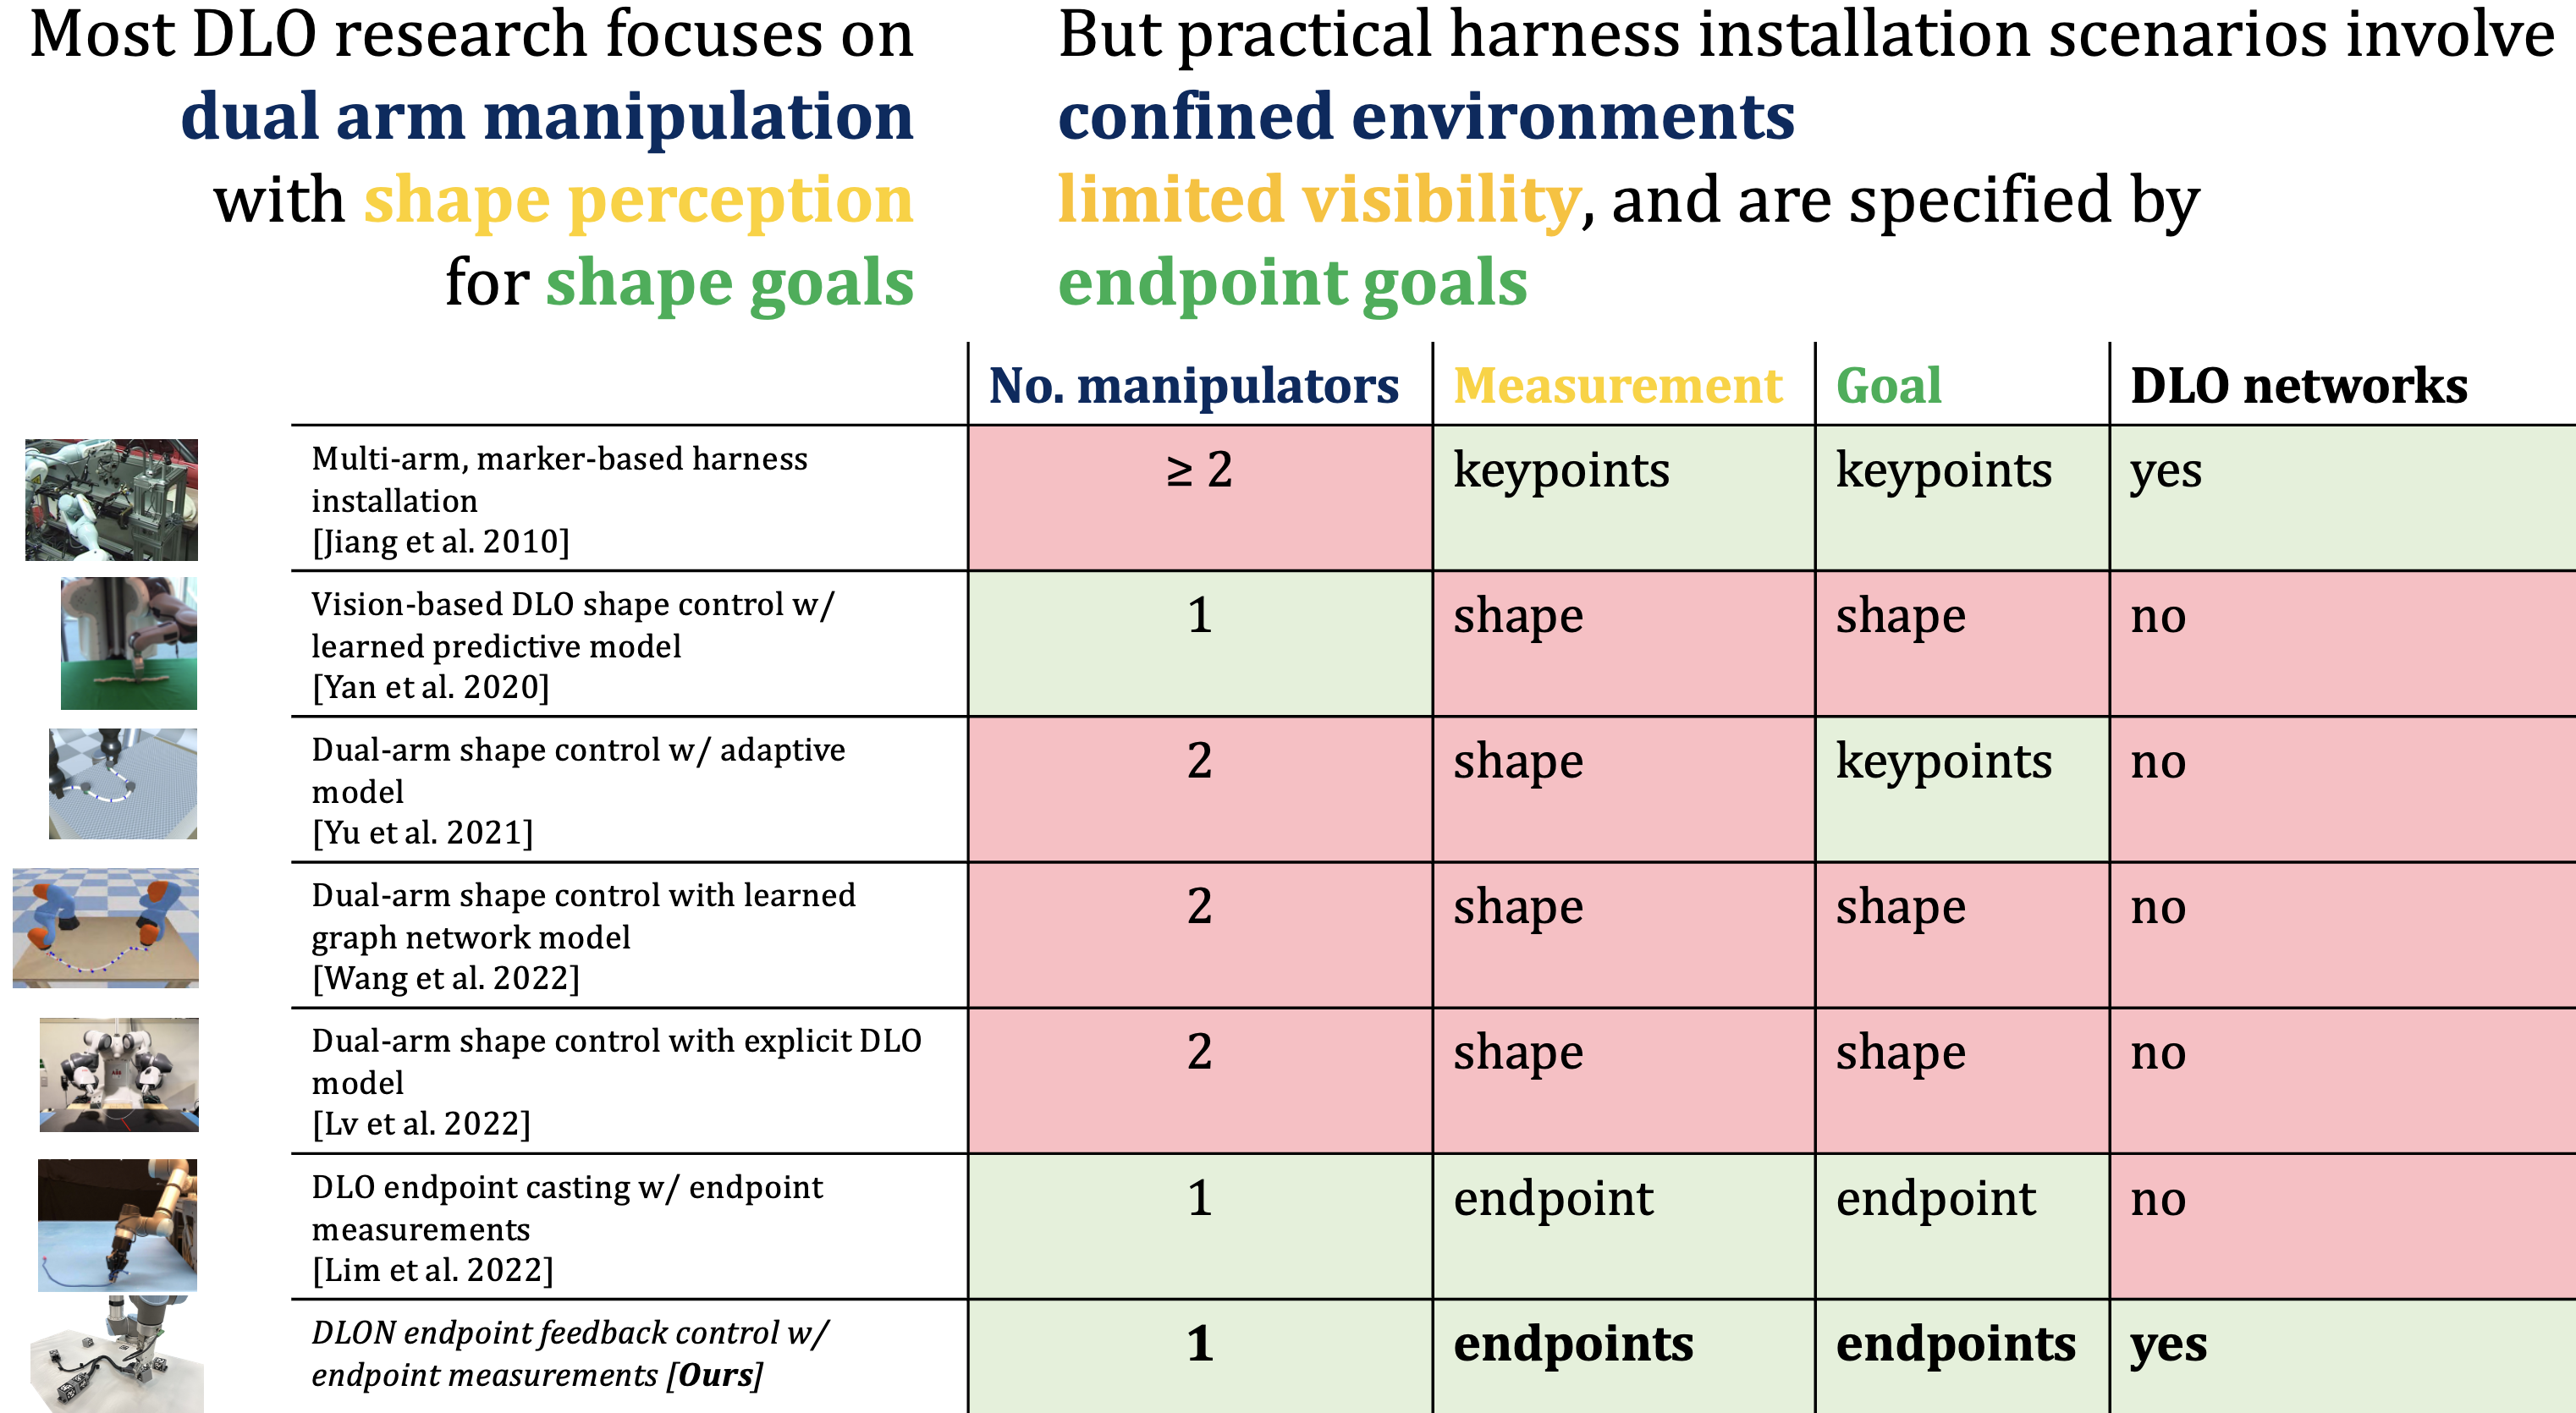 Most DLO research focuses on
dual arm manipulation
with shape perception
for shape goals
But practical harness installation scenarios involve
confined environments
limited visibility, and are specified by
endpoint goals
No. manipulators Measurement Goal DLO networks
Multi-arm, marker-based harness
installation
[Jiang et al. 2010]
≥ 2 keypoints keypoints yes
Vision-based DLO shape control w/
learned predictive model
[Yan et al. 2020]
1 shape shape no
Dual-arm shape control w/ adaptive
model
[Yu et al. 2021]
2 shape keypoints no
Dual-arm shape control with learned
graph network model
[Wang et al. 2022]
2 shape shape no
Dual-arm shape control with explicit DLO
model
[Lv et al. 2022]
2 shape shape no
DLO endpoint casting w/ endpoint
measurements
[Lim et al. 2022]
1 endpoint endpoint no
DLON endpoint feedback control w/
endpoint measurements [Ours]
1 endpoints endpoints yes